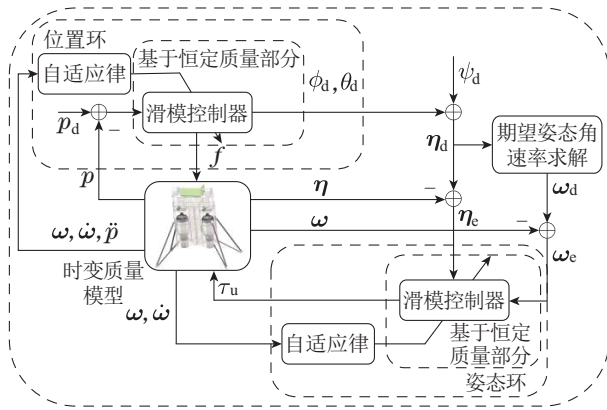 位置环
基于恒定质量部分
自适应律
ϕd, θd
ψd
pd
−
滑模控制器
f
ηd
期望姿态角
速率求解
p
η
−
ωd
ω
ηe
−
ω, ω̇, p̈
ωe
时变质量
模型
τu
滑模控制器
ω, ω̇
自适应律
基于恒定
质量部分
姿态环